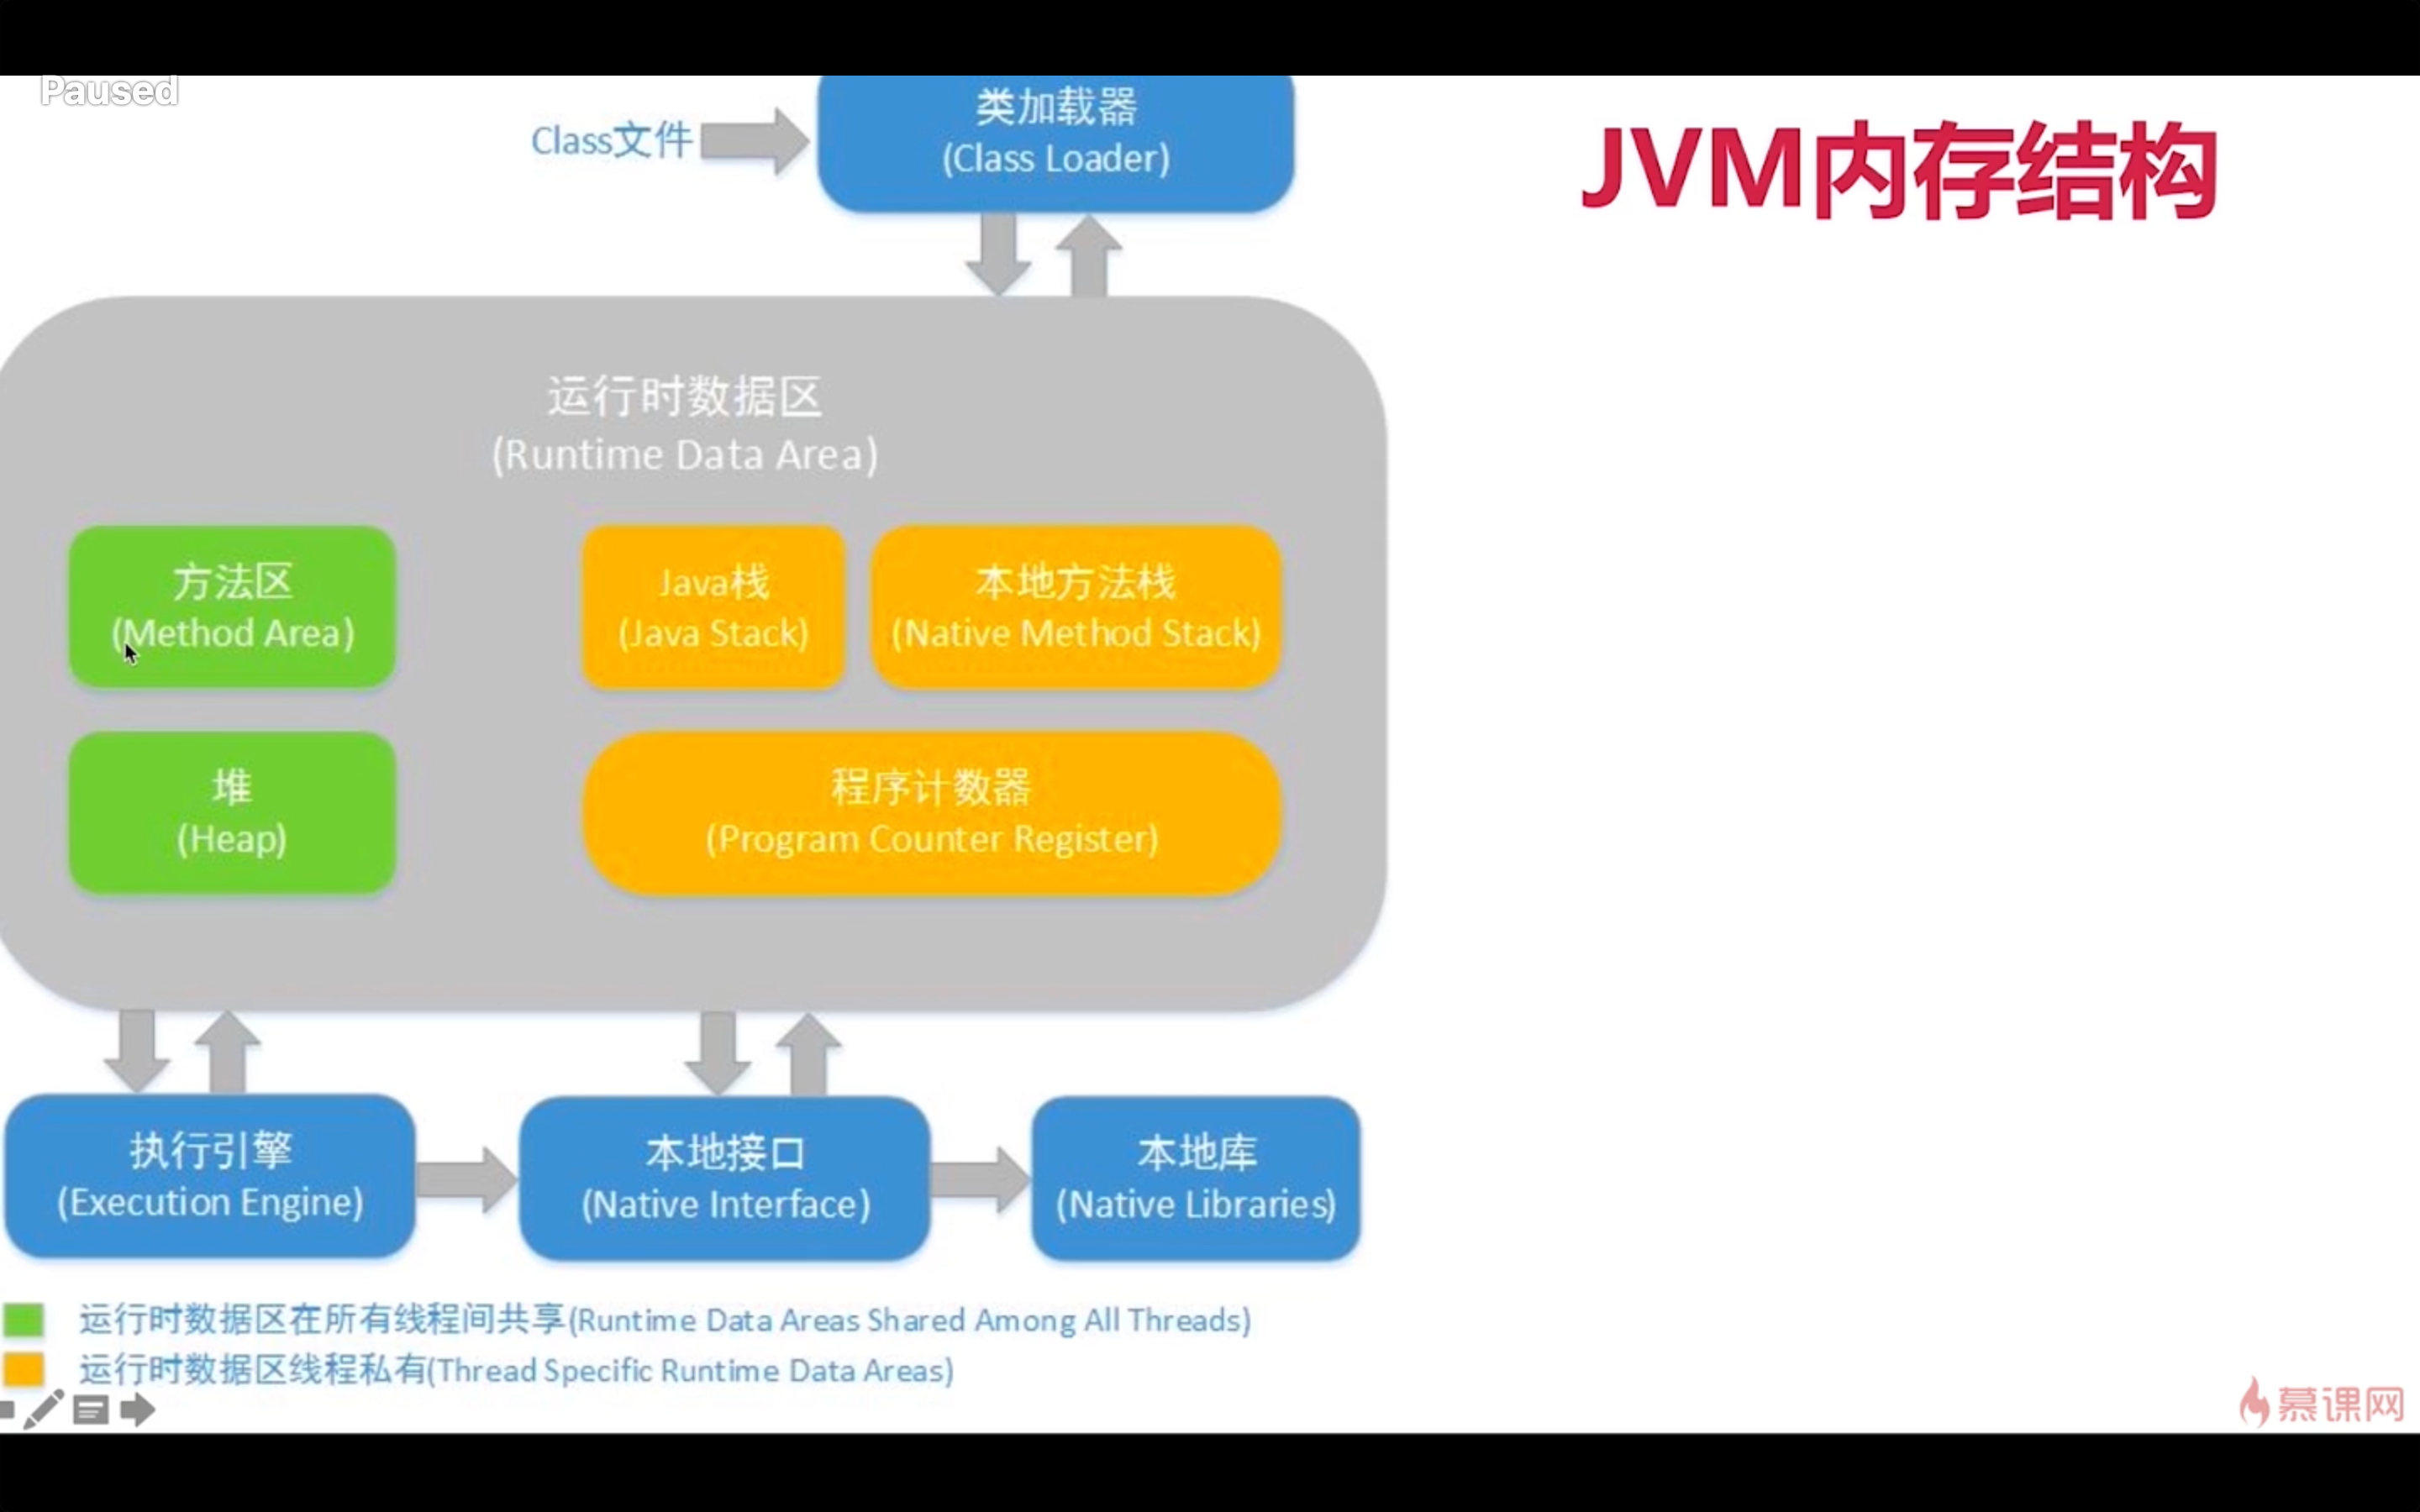 Paused
类加载器
Class文件
(Class Loader)
JVM内存结构
运行时数据区
(Runtime Data Area)
方法区
(Method Area)
Java栈
(Java Stack)
本地方法栈
(Native Method Stack)
堆
(Heap)
程序计数器
(Program Counter Register)
执行引擎
(Execution Engine)
本地接口
(Native Interface)
本地库
(Native Libraries)
运行时数据区在所有线程间共享(Runtime Data Areas Shared Among All Threads)
运行时数据区线程私有(Thread Specific Runtime Data Areas)
慕课网